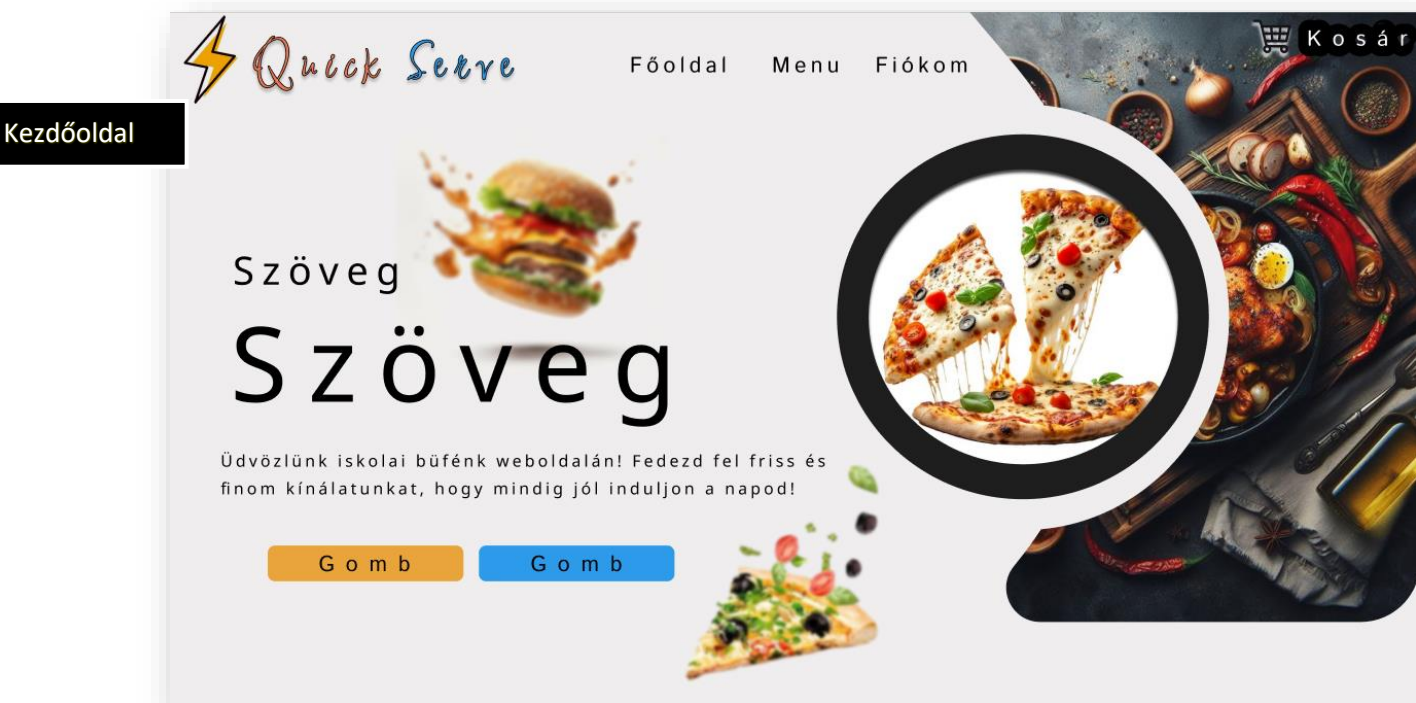 Quick Serve
Főoldal Menu Fiókom
Kosár
Kezdőoldal
Szöveg
Szöveg
Üdvözlünk iskolai büfénk weboldalán! Fedezd fel friss és
finom kínálatunkat, hogy mindig jól induljon a napod!
Gomb Gomb